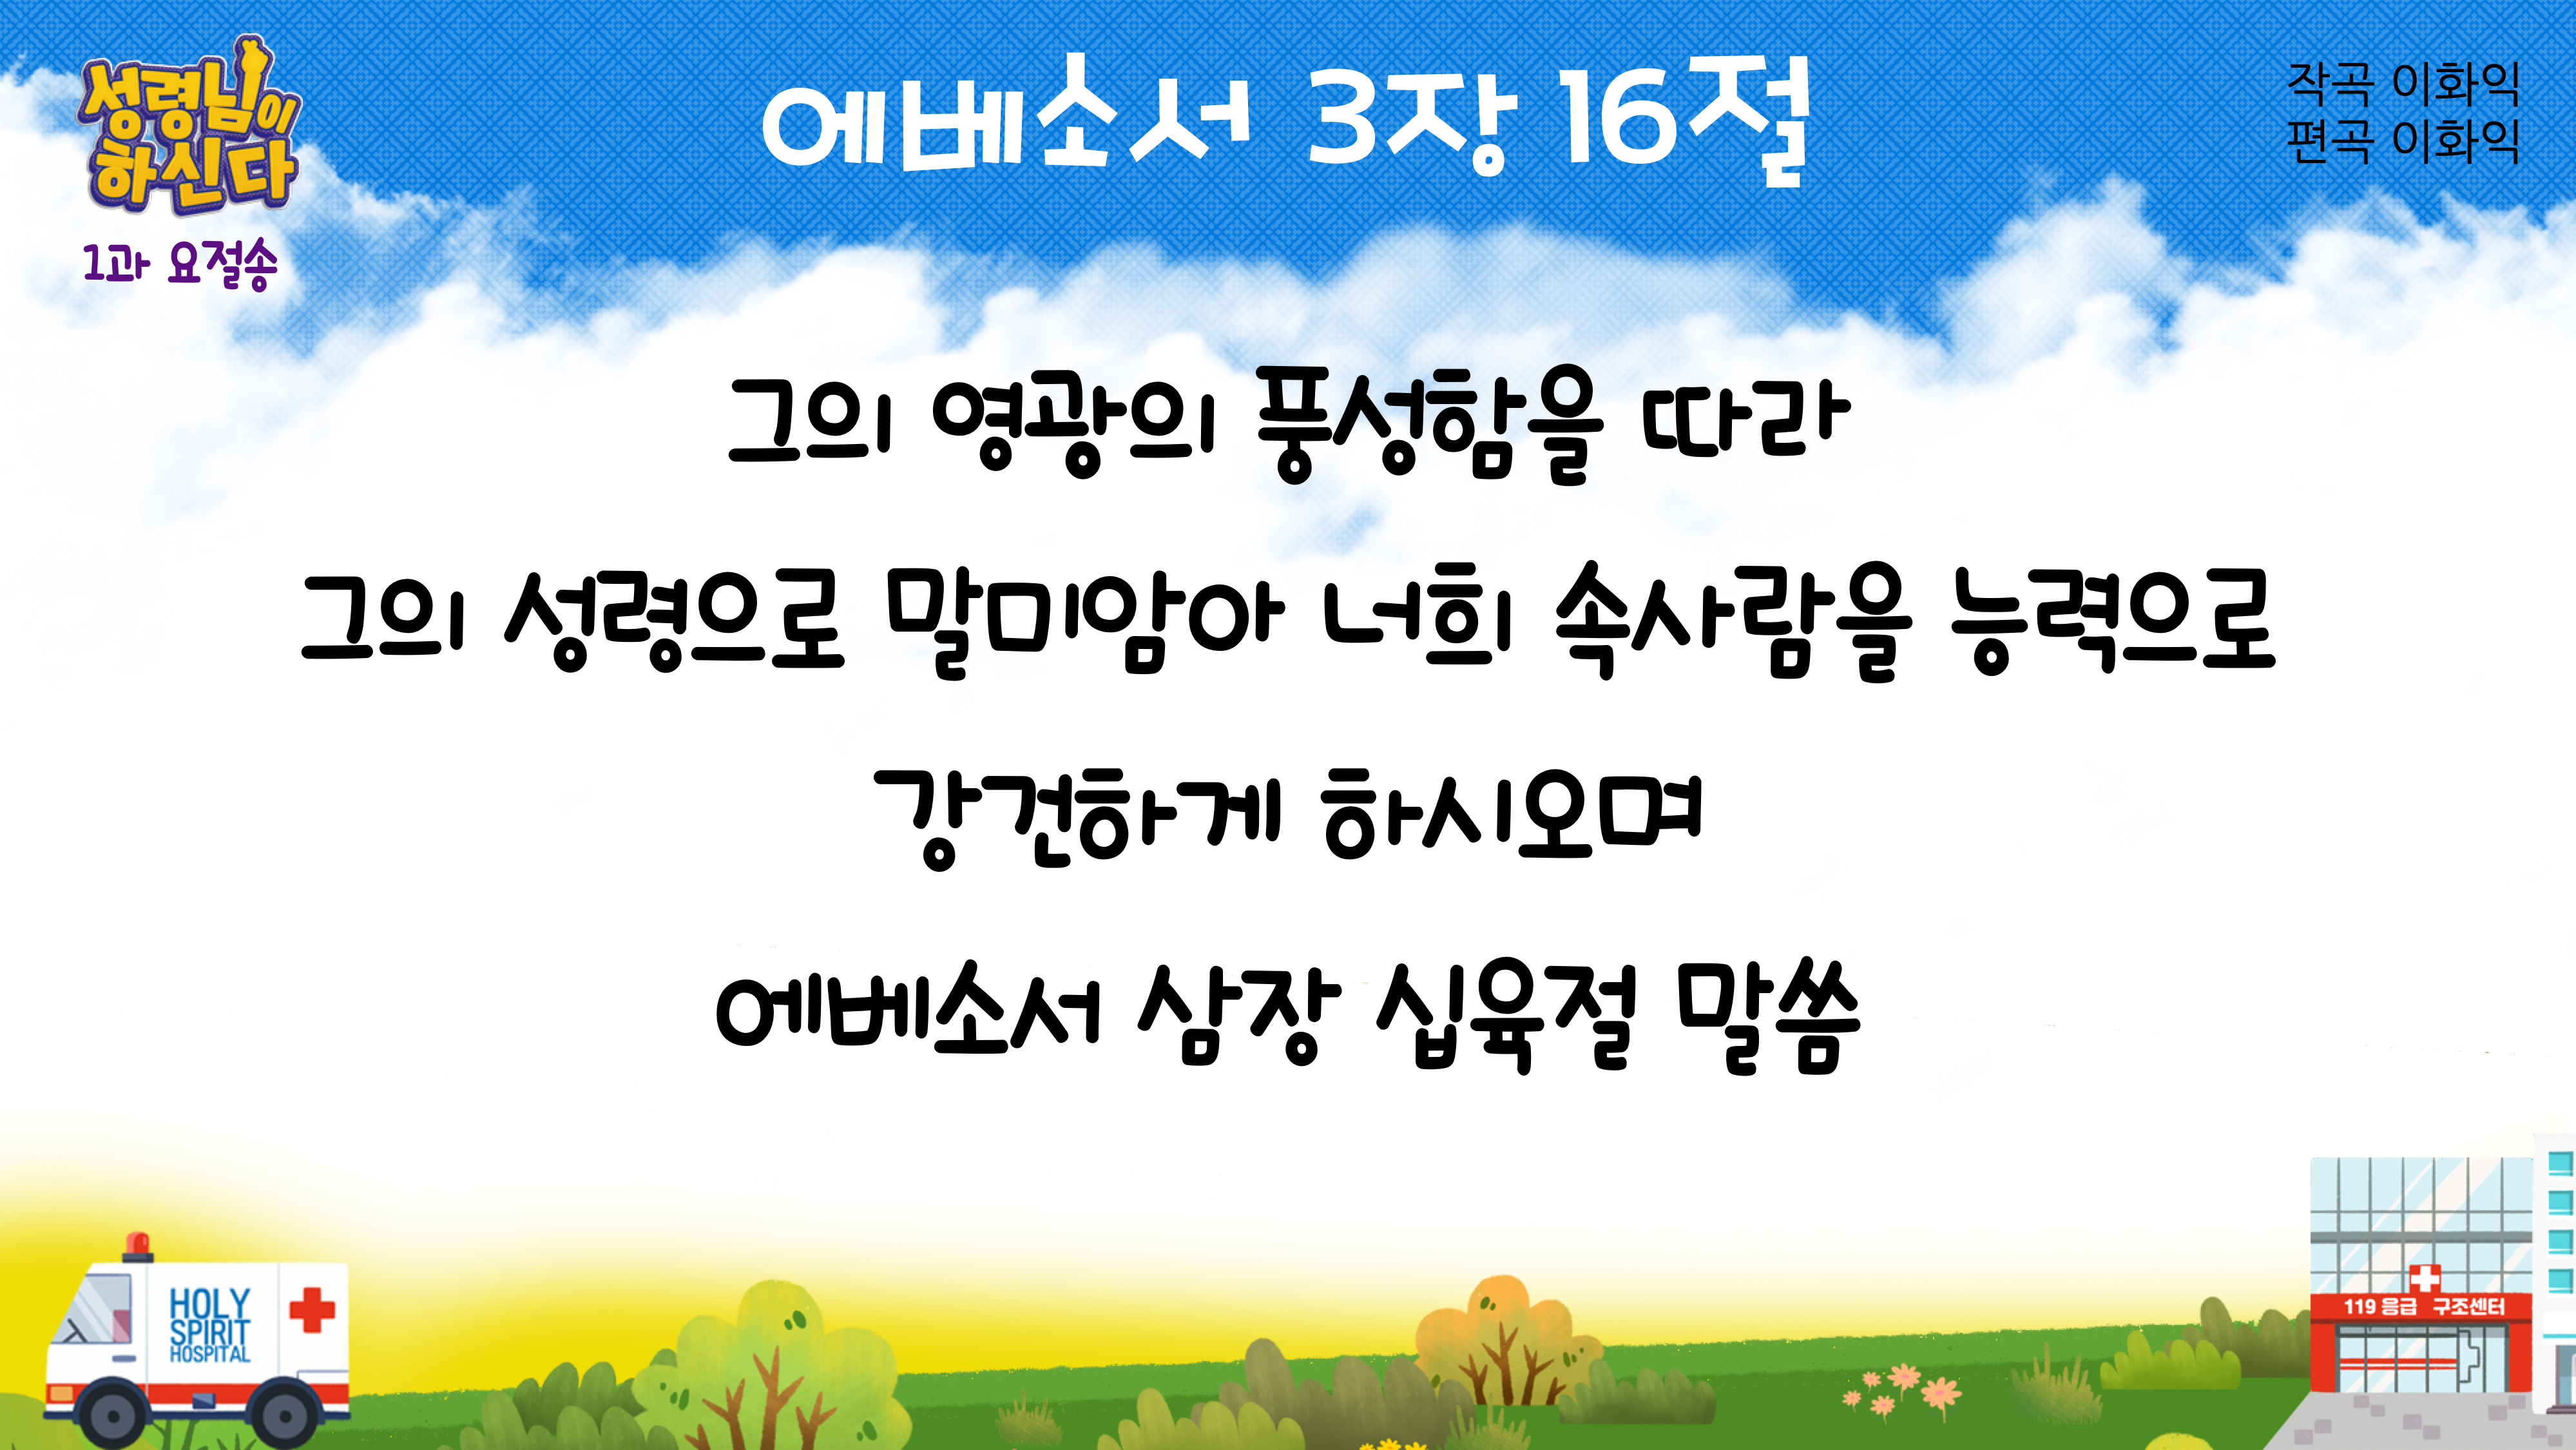 성령님이
하신다
1과 요절송
에베소서 3장 16절
작곡 이화익
편곡 이화익
그의 영광의 풍성함을 따라
그의 성령으로 말미암아 너희 속사람을 능력으로
강건하게 하시오며
에베소서 삼장 십육절 말씀
HOLY
SPIRIT
HOSPITAL
119 응급 구조센터